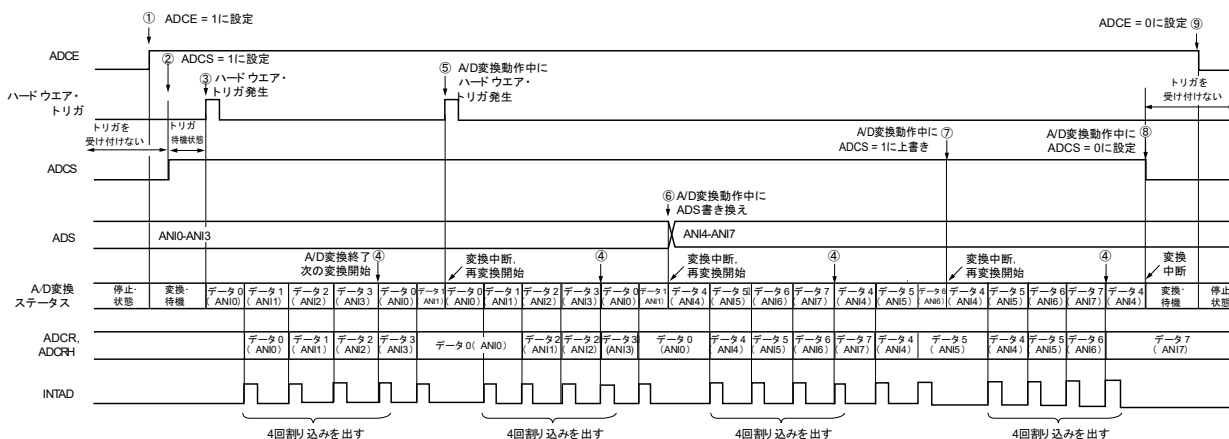 ① ADCE = 1に設定
ADCE = 0に設定 ⑨
ADCE
② ADCS = 1に設定
③ ハードウエア・
トリガ発生
⑤ A/D変換動作中に
ハードウエア・
トリガ発生
ハードウエア・
トリガ
トリガを
受け付けない
トリガ
待機状態
トリガを
受け付けない
A/D変換動作中に ⑦
ADCS = 1に上書き
A/D変換動作中に ⑧
ADCS = 0に設定
ADCS
⑥ A/D変換動作中に
ADS書き換え
ADS
ANI0-ANI3
ANI4-ANI7
A/D変換終了 ④
次の変換開始
変換中断,
再変換開始
④
変換中断,
再変換開始
④
変換中断,
再変換開始
④
変換
中断
A/D変換
ステータス
停止・ 変換・ データ0 データ1 データ2 データ3 データ0 データ1 データ0 データ1 データ2 データ3 データ0 データ1 データ4 データ5 データ6 データ7 データ4 データ5 データ6 データ4 データ5 データ6 データ7 データ4 変換・ 停止
状態 待機 (ANI0) (ANI1) (ANI2) (ANI3) (ANI0) ANI1) (ANI0) (ANI1) (ANI2) (ANI3) (ANI0) (ANI1) (ANI4) (ANI5) (ANI6) (ANI7) (ANI4) (ANI5) (ANI6) (ANI4) (ANI5) (ANI6) (ANI7) (ANI4) 待機 状態
ADCR,
ADCRH
データ0 データ1 データ2 データ3 データ0(ANI0) データ2 データ2 データ3 データ0 データ4 データ5 データ6 データ7 データ4 データ5 データ4 データ5 データ6 データ7
(ANI0) (ANI1) (ANI2) (ANI3) (ANI1) (ANI2) (ANI3) (ANI0) (ANI4) (ANI5) (ANI6) (ANI7) (ANI4) (ANI5) (ANI4) (ANI5) (ANI6) (ANI7)
INTAD
4回割り込みを出す
4回割り込みを出す
4回割り込みを出す
4回割り込みを出す